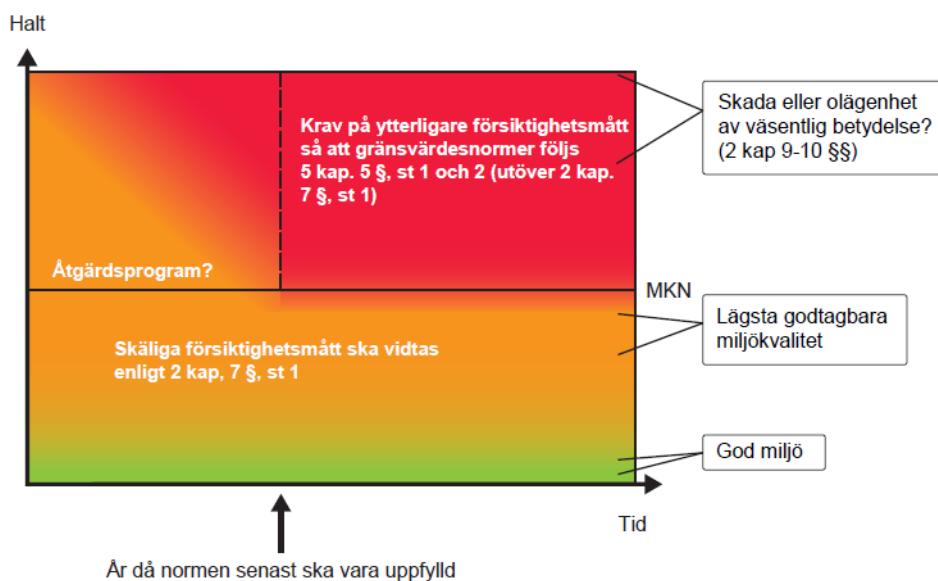 Halt
Krav på ytterligare försiktighetsmått
så att gränsvärdesnormer följs
5 kap. 5 §, st 1 och 2 (utöver 2 kap.
7 §, st 1)
Skada eller olägenhet
av väsentlig betydelse?
(2 kap 9-10 §§)
Åtgärdsprogram?
MKN
Lägsta godtagbara
miljökvalitet
Skäliga försiktighetsmått ska vidtas
enligt 2 kap, 7 §, st 1
God miljö
Tid
År då normen senast ska vara uppfylld